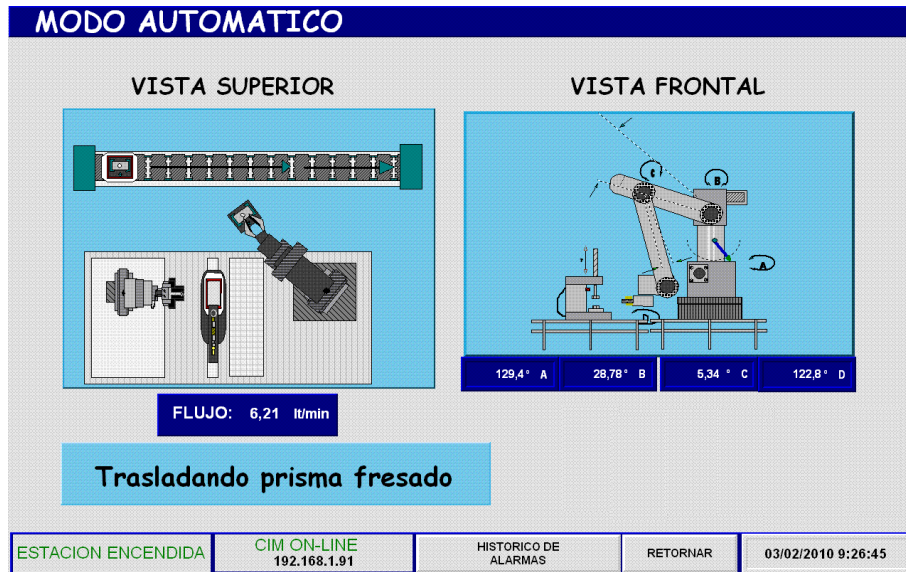 MODO AUTOMATICO
VISTA SUPERIOR
VISTA FRONTAL
C
B
A
D
129,4° A
28,78° B
5,34 ° C
122,8° D
FLUJO: 6,21 lt/min
Trasladando prisma fresado
ESTACION ENCENDIDA
CIM ON-LINE
192.168.1.91
HISTORICO DE
ALARMAS
RETORNAR
03/02/2010 9:26:45